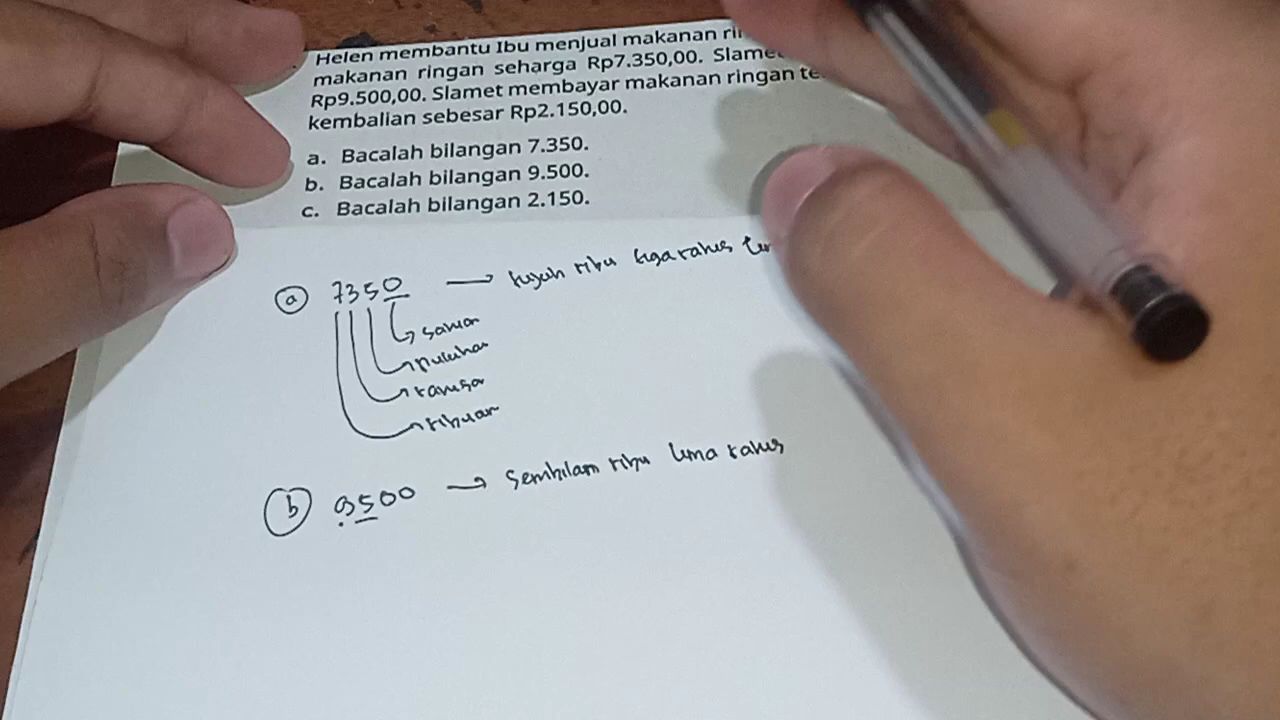 Helen membantu Ibu menjual makanan
makanan ringan seharga Rp7.350,00.
Rp9.500,00. Slamet membayar makanan ringan
kembalian sebesar Rp2.150,00.
a. Bacalah bilangan 7.350.
b. Bacalah bilangan 9.500.
c. Bacalah bilangan 2.150.
a 7350 → tujuh ribu tiga ratus
satuan
puluhan
ratusan
ribuan
b 9500 → Sembilan ribu lima ratus